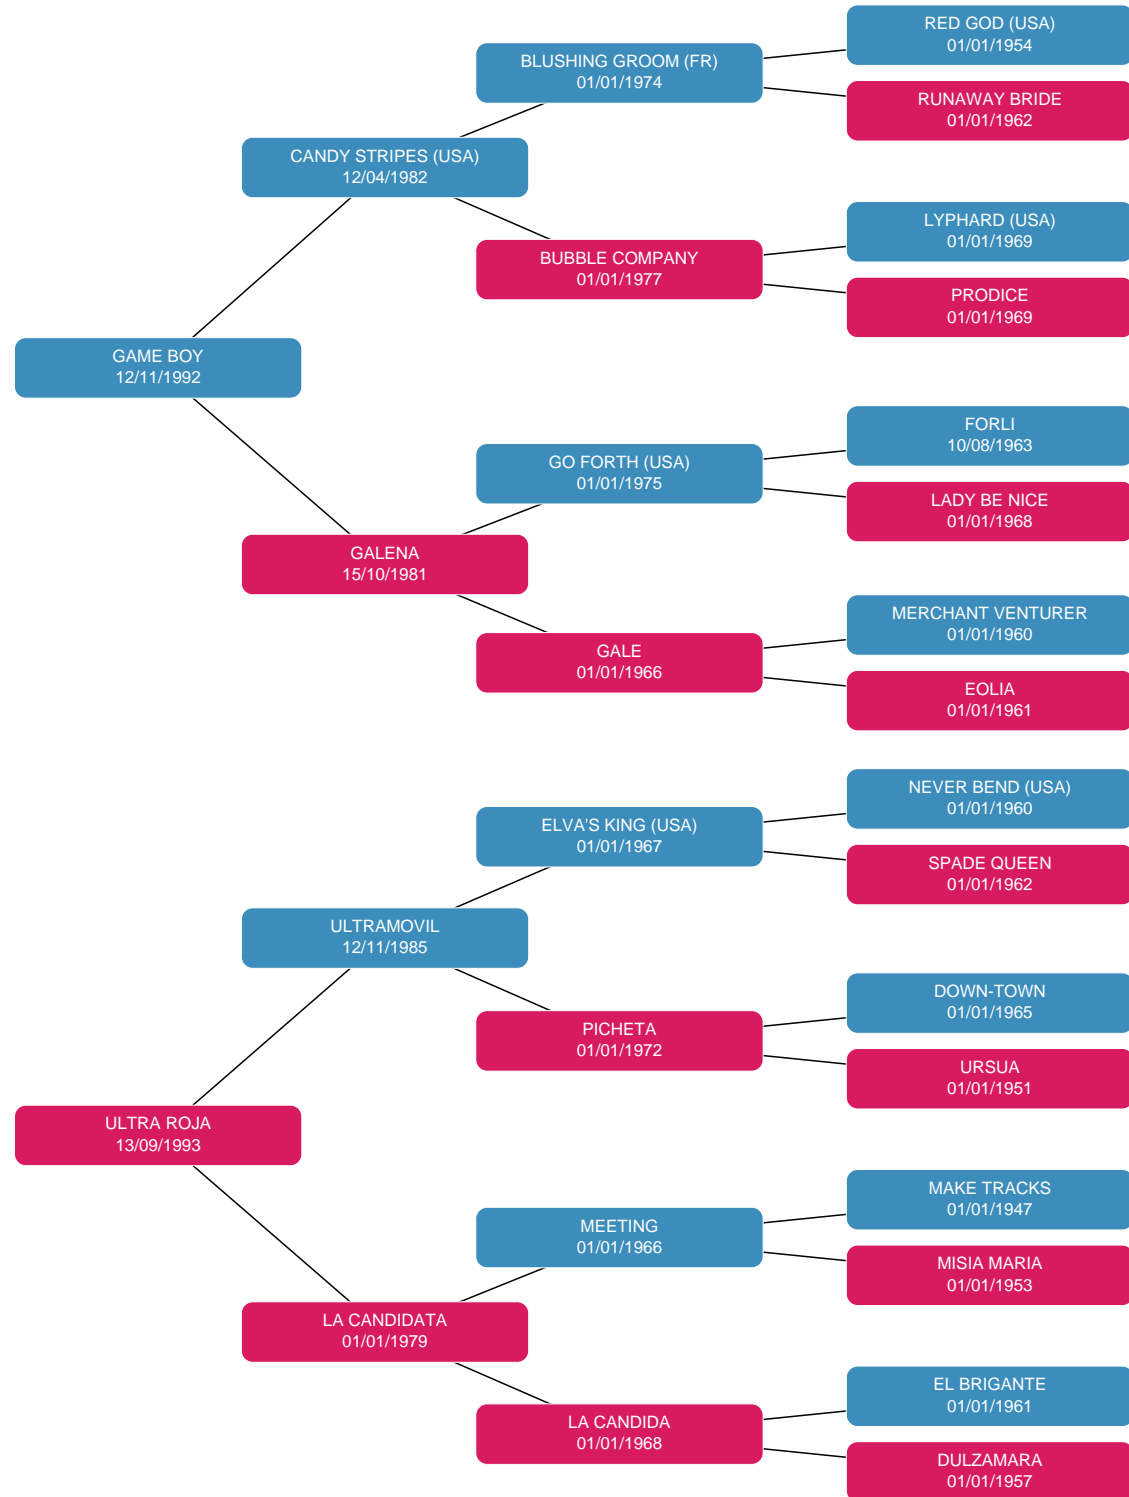 RED GOD (USA)
01/01/1954
BLUSHING GROOM (FR)
01/01/1974
RUNAWAY BRIDE
01/01/1962
CANDY STRIPES (USA)
12/04/1982
LYPHARD (USA)
01/01/1969
BUBBLE COMPANY
01/01/1977
PRODICE
01/01/1969
GAME BOY
12/11/1992
FORLI
10/08/1963
GO FORTH (USA)
01/01/1975
LADY BE NICE
01/01/1968
GALENA
15/10/1981
MERCHANT VENTURER
01/01/1960
GALE
01/01/1966
EOLIA
01/01/1961
NEVER BEND (USA)
01/01/1960
ELVA'S KING (USA)
01/01/1967
SPADE QUEEN
01/01/1962
ULTRAMOVIL
12/11/1985
DOWN-TOWN
01/01/1965
PICHETA
01/01/1972
URSUA
01/01/1951
ULTRA ROJA
13/09/1993
MAKE TRACKS
01/01/1947
MEETING
01/01/1966
MISIA MARIA
01/01/1953
LA CANDIDATA
01/01/1979
EL BRIGANTE
01/01/1961
LA CANDIDA
01/01/1968
DULZAMARA
01/01/1957